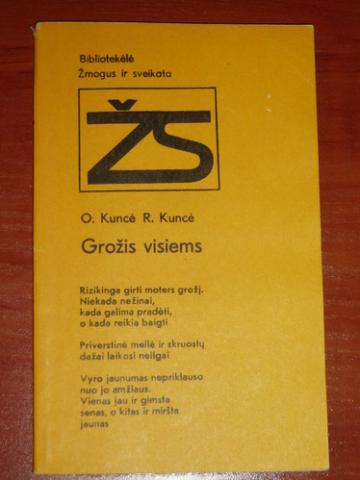 Bibliotekėlė
Žmogus ir sveikata
ŽS
O. Kuncė R. Kuncė
Grožis visiems
Rizikinga girti moters grožį.
Niekada nežinai,
kada galima pradėti,
o kada reikia baigti
Priverstinė meilė ir skruostų
dažai laikosi neilgai
Vyro jaunumas nepriklauso
nuo jo amžiaus.
Vienas jau ir gimsta
senas, o kitas ir miršta
jaunas